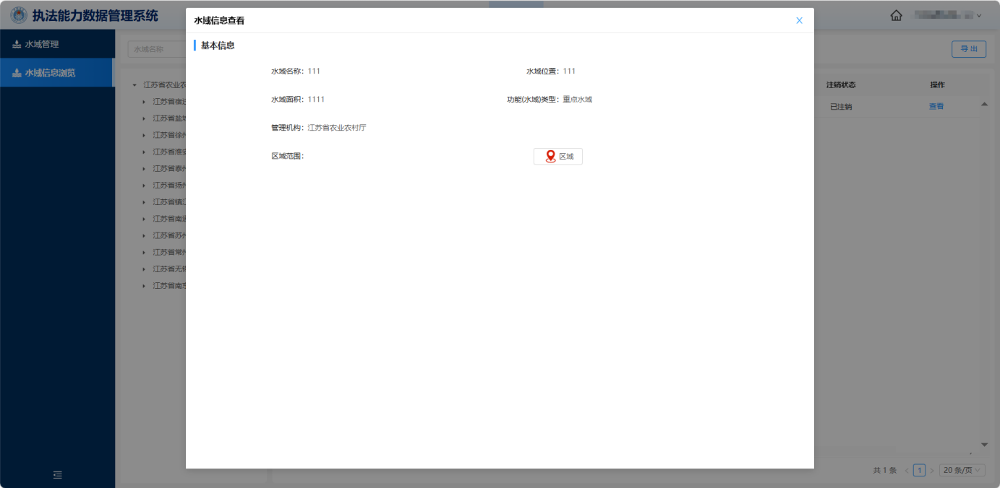 执法能力数据管理系统
水域管理
水域信息浏览
水域名称
江苏省农业农
江苏省宿迁
江苏省盐城
江苏省徐州
江苏省淮安
江苏省泰州
江苏省扬州
江苏省镇江
江苏省南通
江苏省苏州
江苏省常州
江苏省无锡
江苏省南京
水域信息查看
X
基本信息
水域名称：111
水域位置：111
水域面积：1111
功能(水域)类型：重点水域
管理机构：江苏省农业农村厅
区域范围：
区域
导出
注销状态 操作
已注销 查看
共 1 条 < 1 > 20 条/页